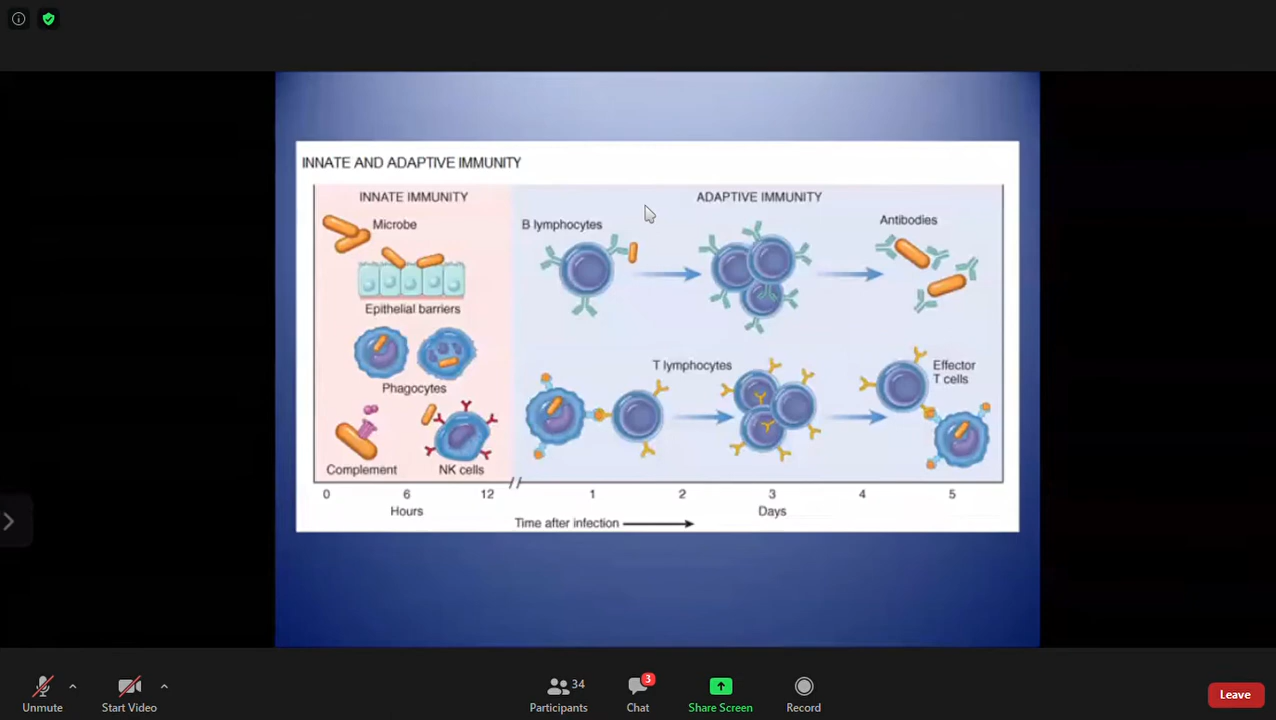 INNATE AND ADAPTIVE IMMUNITY
INNATE IMMUNITY
ADAPTIVE IMMUNITY
Microbe
Epithelial barriers
Phagocytes
Complement
NK cells
B lymphocytes
Antibodies
T lymphocytes
Effector
T cells
0
6
12
1
2
3
4
5
Hours
Days
Time after infection
Unmute
Start Video
34
Participants
3
Chat
Share Screen
Record
Leave